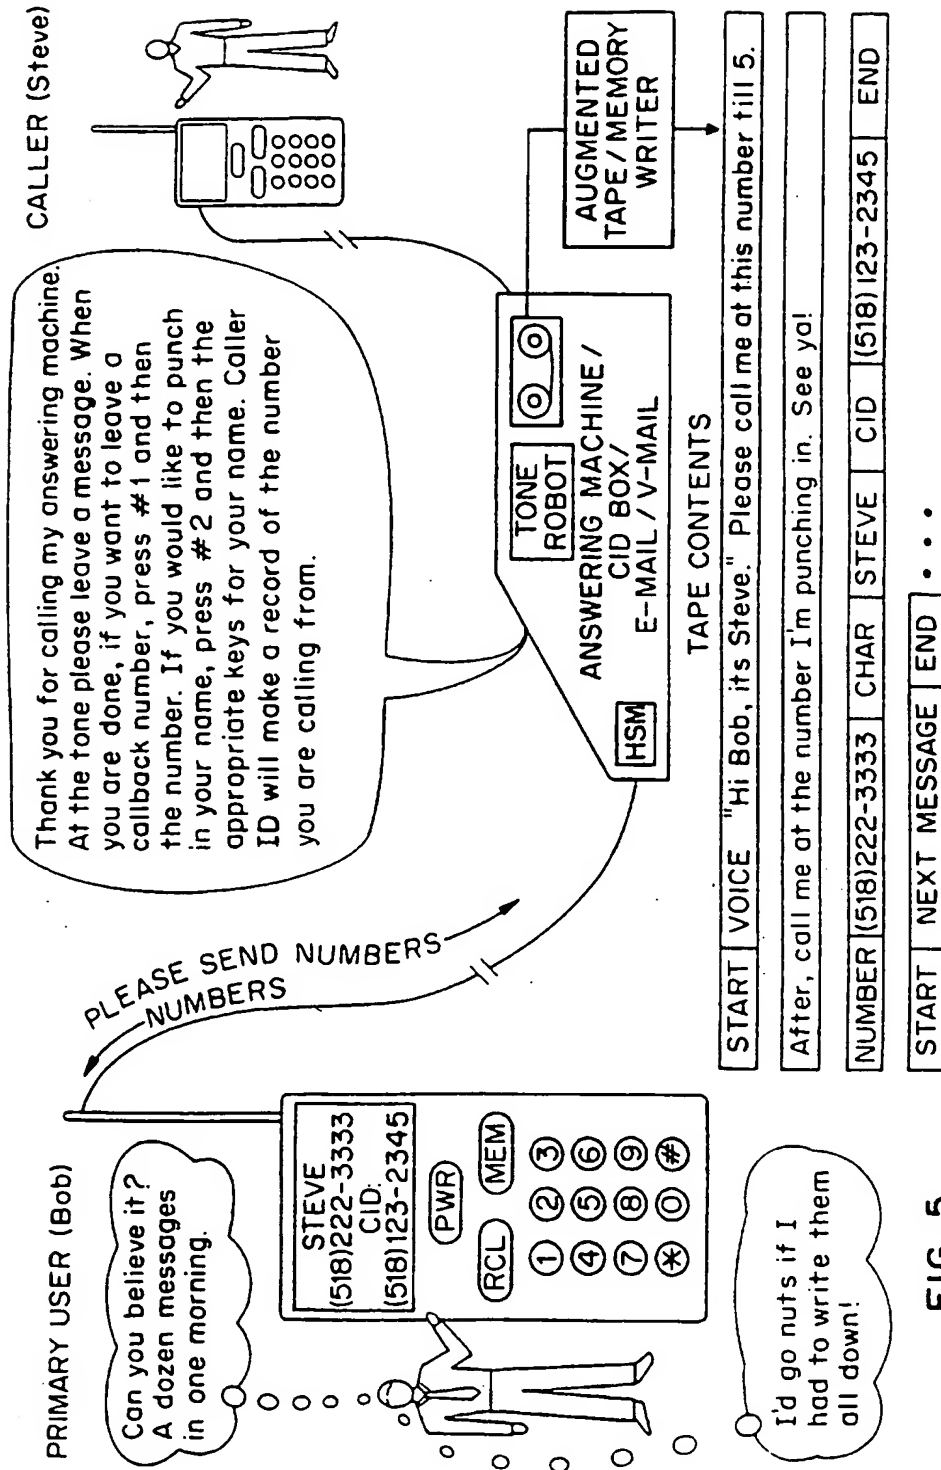 PRIMARY USER (Bob)
CALLER (Steve)
Can you believe it?
A dozen messages
in one morning.
PLEASE SEND NUMBERS
NUMBERS
Thank you for calling my answering machine.
At the tone please leave a message. When
you are done, if you want to leave a
callback number, press #1 and then
the number. If you would like to punch
in your name, press #2 and then the
appropriate keys for your name. Caller
ID will make a record of the number
you are calling from.
STEVE
(518)222-3333
CID:
(518)123-2345
PWR
RCL MEM
1 2 3
4 5 6
7 8 9
* 0 #
I'd go nuts if I
had to write them
all down!
HSM
TONE
ROBOT
ANSWERING MACHINE/
CID BOX/
E-MAIL/V-MAIL
AUGMENTED
TAPE/MEMORY
WRITER
TAPE CONTENTS
START VOICE "Hi Bob, its Steve." Please call me at this number till 5.
After, call me at the number I'm punching in. See ya!
NUMBER (518)222-3333 CHAR STEVE CID (518)123-2345 END
START NEXT MESSAGE END • • •
FIG. 5